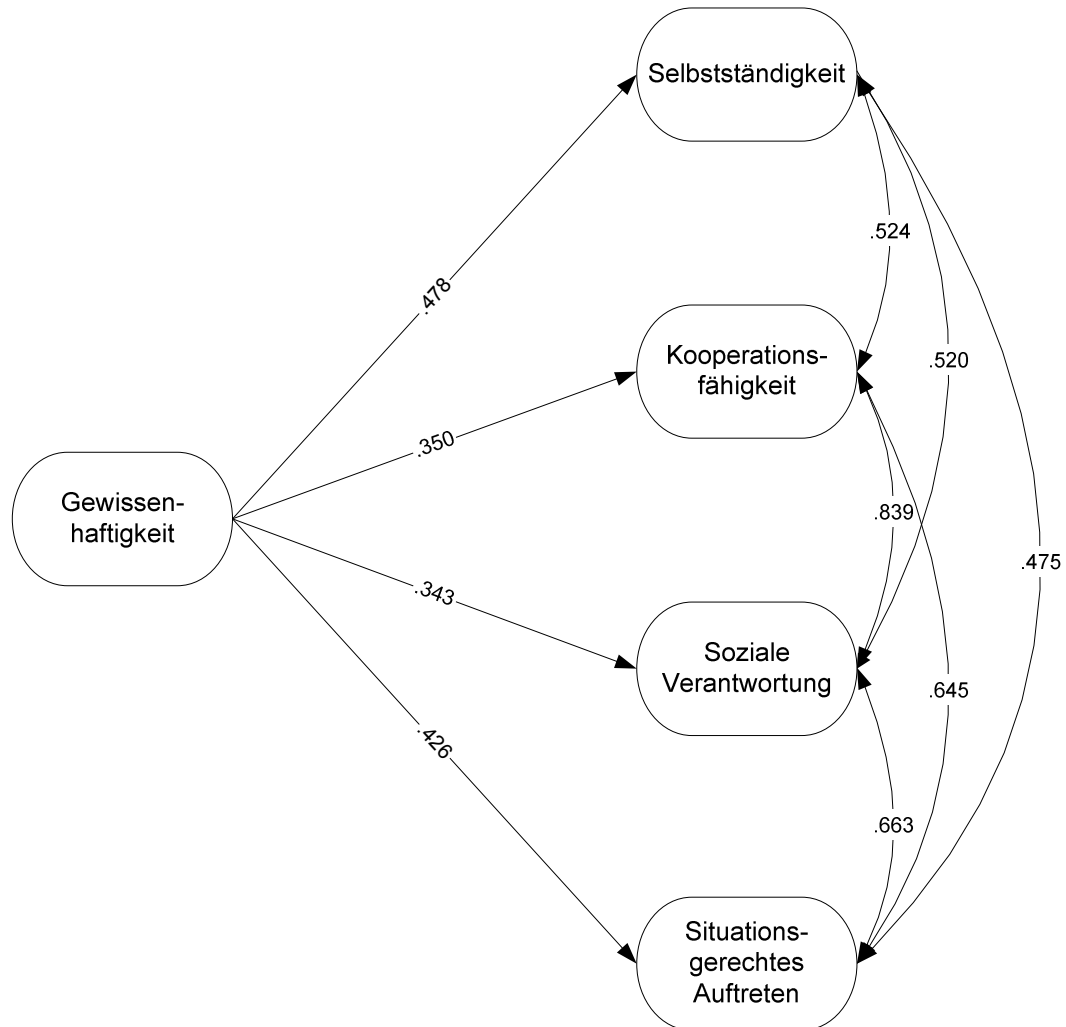 Selbstständigkeit
.524
.478
Kooperations-
fähigkeit
.520
.350
Gewissen-
haftigkeit
.839
.475
.343
Soziale
Verantwortung
.645
.426
.663
Situations-
gerechtes
Auftreten